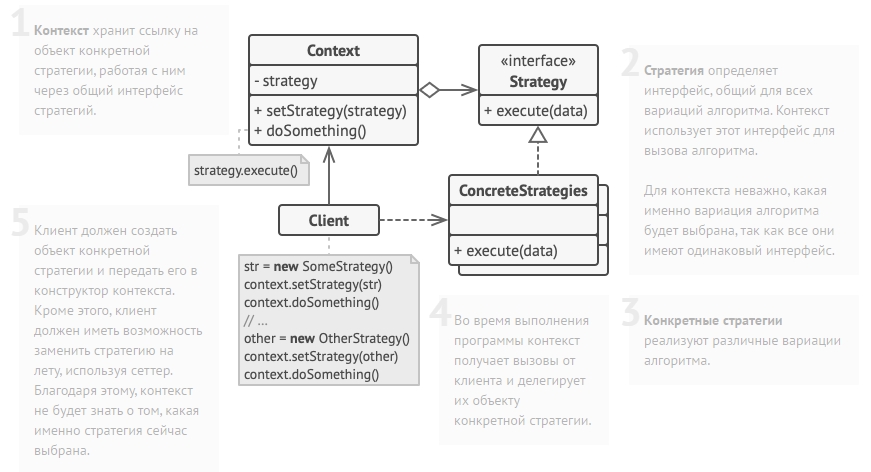 1
Контекст хранит ссылку на
объект конкретной
стратегии, работая с ним
через общий интерфейс
стратегий.
Context
- strategy
+ setStrategy(strategy)
+ doSomething()
strategy.execute()
«interface»
Strategy
+ execute(data)
2
Стратегия определяет
интерфейс, общий для всех
вариаций алгоритма. Контекст
использует этот интерфейс для
вызова алгоритма.
Для контекста неважно, какая
именно вариация алгоритма
будет выбрана, так как все они
имеют одинаковый интерфейс.
ConcreteStrategies
+ execute(data)
Client
str = new SomeStrategy()
context.setStrategy(str)
context.doSomething()
// ...
other = new OtherStrategy()
context.setStrategy(other)
context.doSomething()
3
Конкретные стратегии
реализуют различные вариации
алгоритма.
4
Во время выполнения
программы контекст
получает вызовы от
клиента и делегирует
их объекту
конкретной стратегии.
5
Клиент должен создать
объект конкретной
стратегии и передать его в
конструктор контекста.
Кроме этого, клиент
должен иметь возможность
заменить стратегию на
лету, используя сеттер.
Благодаря этому, контекст
не будет знать о том, какая
именно стратегия сейчас
выбрана.